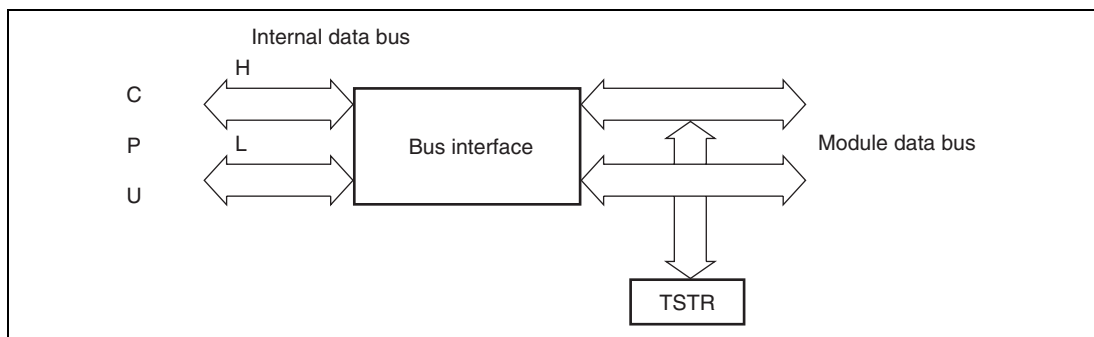 Internal data bus
H
C
P
L
U
Bus interface
Module data bus
TSTR